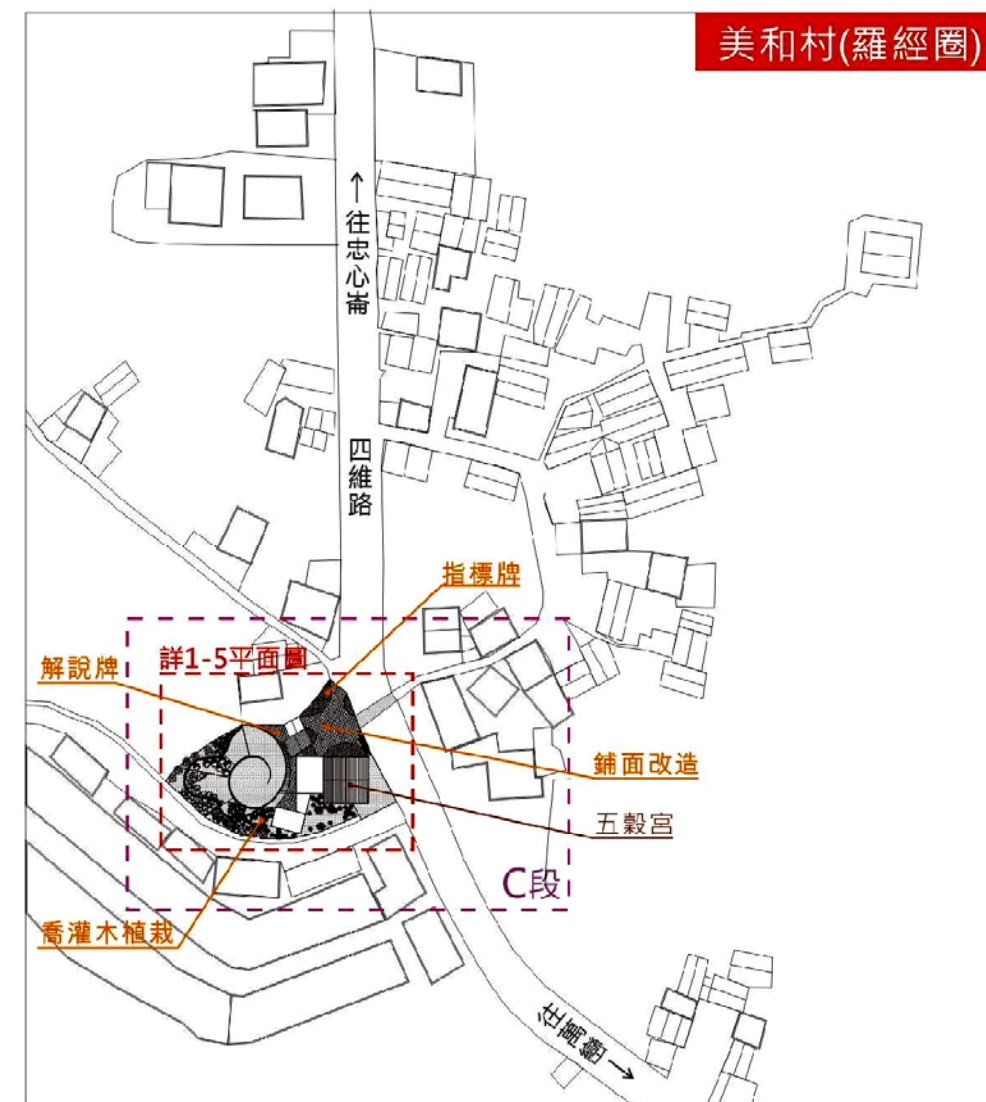 美和村(羅經圈)
↑往忠心崙
四維路
指標牌
詳1-5平面圖
解說牌
鋪面改造
五穀宮
C段
喬灌木植栽
往萬巒→